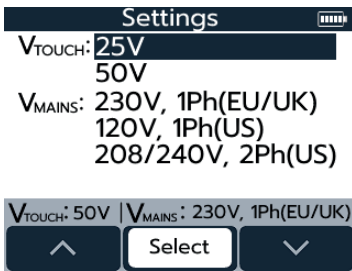 Settings
VTOUCH: 25V
50V
VMAINS: 230V, 1Ph(EU/UK)
120V, 1Ph(US)
208/240V, 2Ph(US)
VTOUCH: 50V | VMAINS: 230V, 1Ph(EU/UK)
Select